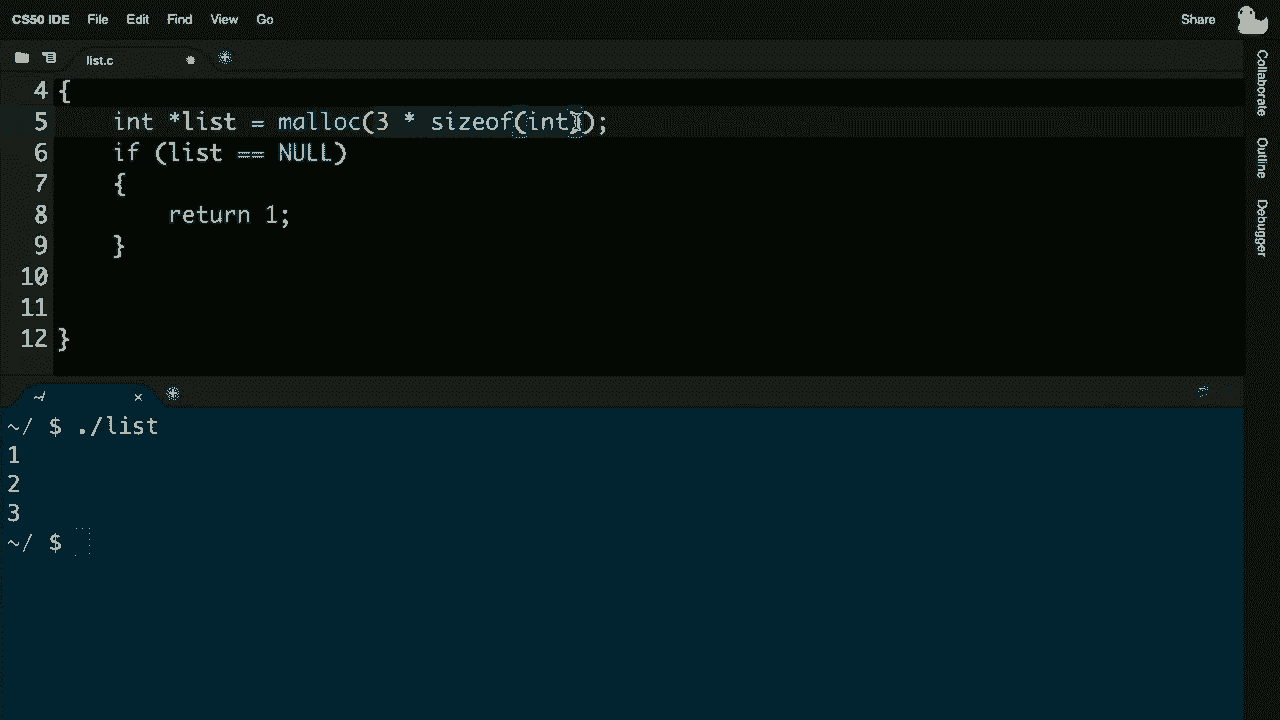 CS50 IDE File Edit Find View Go Share
list.c
4 {
5     int *list = malloc(3 * sizeof(int));
6     if (list == NULL)
7     {
8         return 1;
9     }
10
11
12 }
Collaborate
Outline
Debugger
~/ $ ./list
1
2
3
~/ $